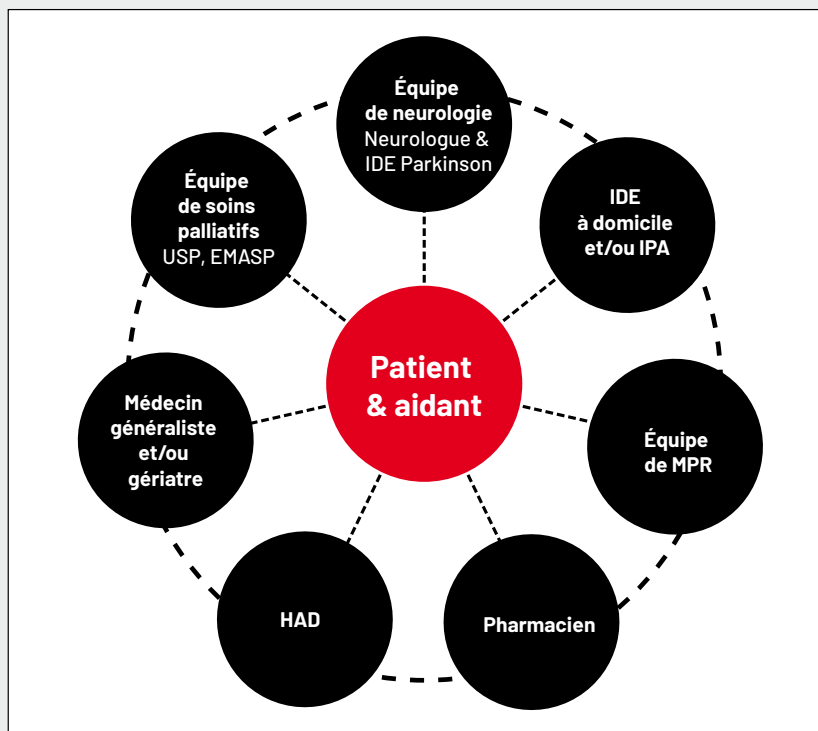 Équipe
de neurologie
Neurologue &
IDE Parkinson
IDE
à domicile
et/ou IPA
Équipe
de MPR
Pharmacien
HAD
Médecin
généraliste
et/ou
gériatre
Équipe
de soins
palliatifs
USP, EMASP
Patient
& aidant